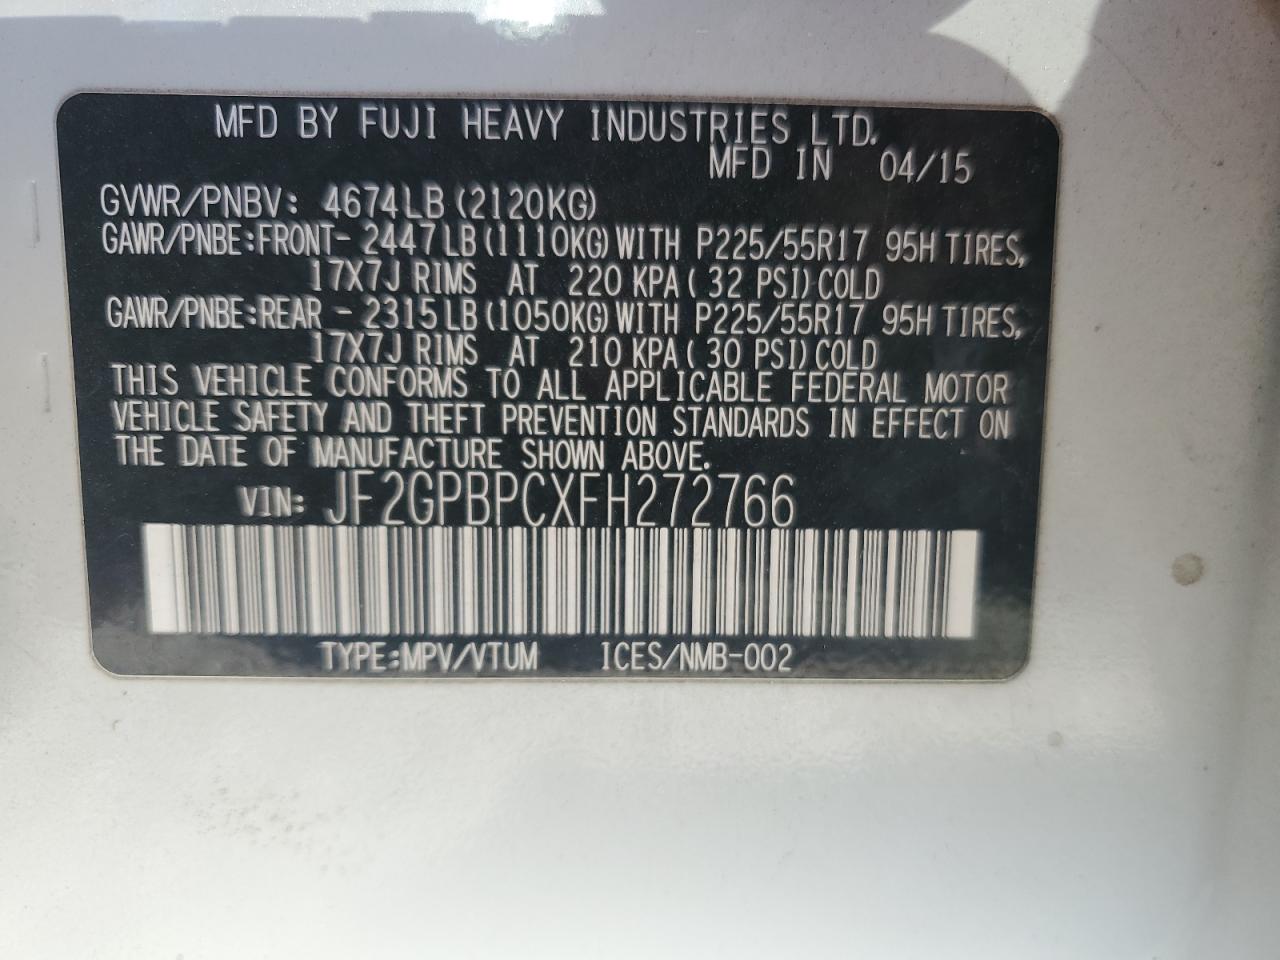 MFD BY FUJI HEAVY INDUSTRIES LTD.
MFD IN 04/15
GVWR/PNBV: 4674LB (2120KG)
GAWR/PNBE:FRONT- 2447LB (1110KG) WITH P225/55R17 95H TIRES,
17X7J RIMS AT 220 KPA ( 32 PSI) COLD
GAWR/PNBE:REAR - 2315LB (1050KG) WITH P225/55R17 95H TIRES,
17X7J RIMS AT 210 KPA ( 30 PSI) COLD
THIS VEHICLE CONFORMS TO ALL APPLICABLE FEDERAL MOTOR
VEHICLE SAFETY AND THEFT PREVENTION STANDARDS IN EFFECT ON
THE DATE OF MANUFACTURE SHOWN ABOVE.
VIN: JF2GPBPCXFH272766
TYPE:MPV/VTUM ICES/NMB-002